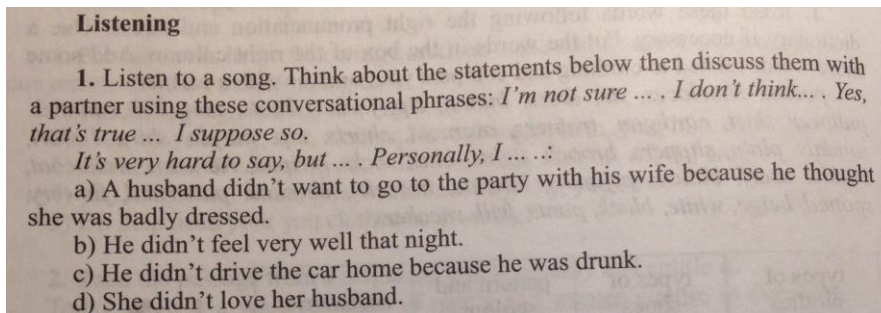 Listening
1. Listen to a song. Think about the statements below then discuss them with
a partner using these conversational phrases: I'm not sure ... . I don't think... . Yes,
that's true ... I suppose so.
It's very hard to say, but ... . Personally, I ... ..:
a) A husband didn't want to go to the party with his wife because he thought
she was badly dressed.
b) He didn't feel very well that night.
c) He didn't drive the car home because he was drunk.
d) She didn't love her husband.